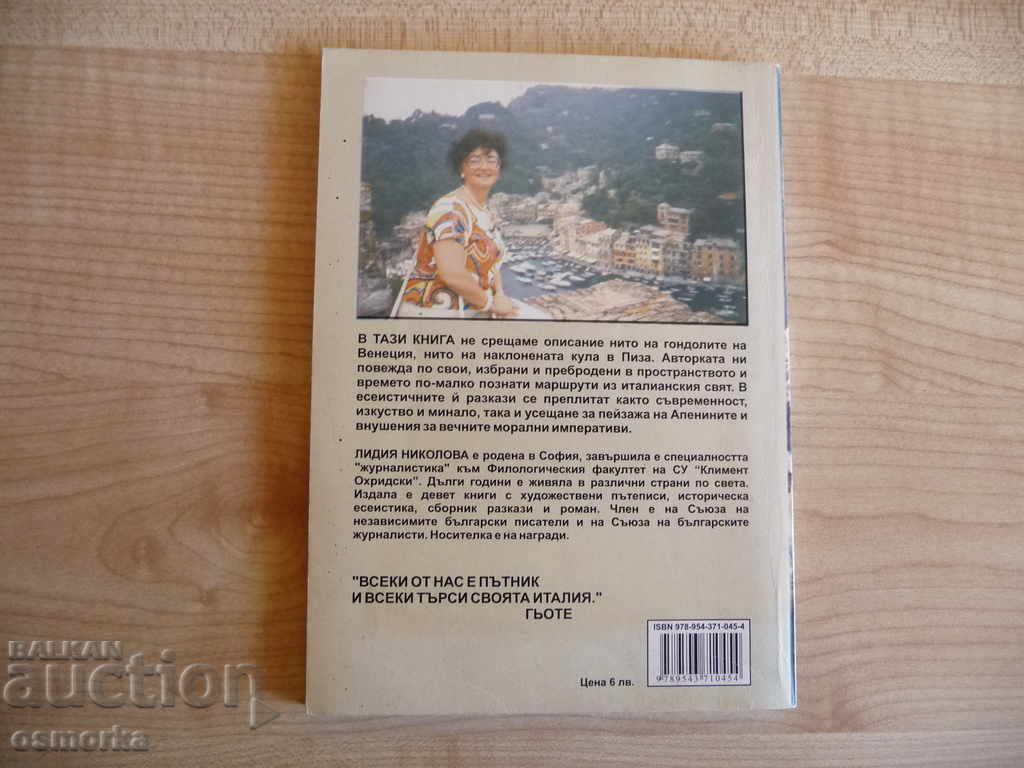 В ТАЗИ КНИГА не срещаме описание нито на гондолите на
Венеция, нито на наклонената кула в Пиза. Авторката ни
повежда по свои, избрани и пребродени в пространството и
времето по-малко познати маршрути из италианския свят. В
есеистичните ѝ разкази се преплитат както съвременност,
изкуство и минало, така и усещане за пейзажа на Апенините и
внушения за вечните морални императиви.
ЛИДИЯ НИКОЛОВА е родена в София, завършила е специалността
"журналистика" към Филологическия факултет на СУ “Климент
Охридски”. Дълги години е живяла в различни страни по света.
Издала е девет книги с художествени пътеписи, историческа
есеистика, сборник разкази и роман. Член е на Съюза на
независимите български писатели и на Съюза на българските
журналисти. Носителка е на награди.
"ВСЕКИ ОТ НАС Е ПЪТНИК
И ВСЕКИ ТЪРСИ СВОЯТА ИТАЛИЯ."
ГЬОТЕ
ISBN 978-954-371-045-4
9 789543 710454
Цена 6 лв.
BALKAN
auction
osmorka